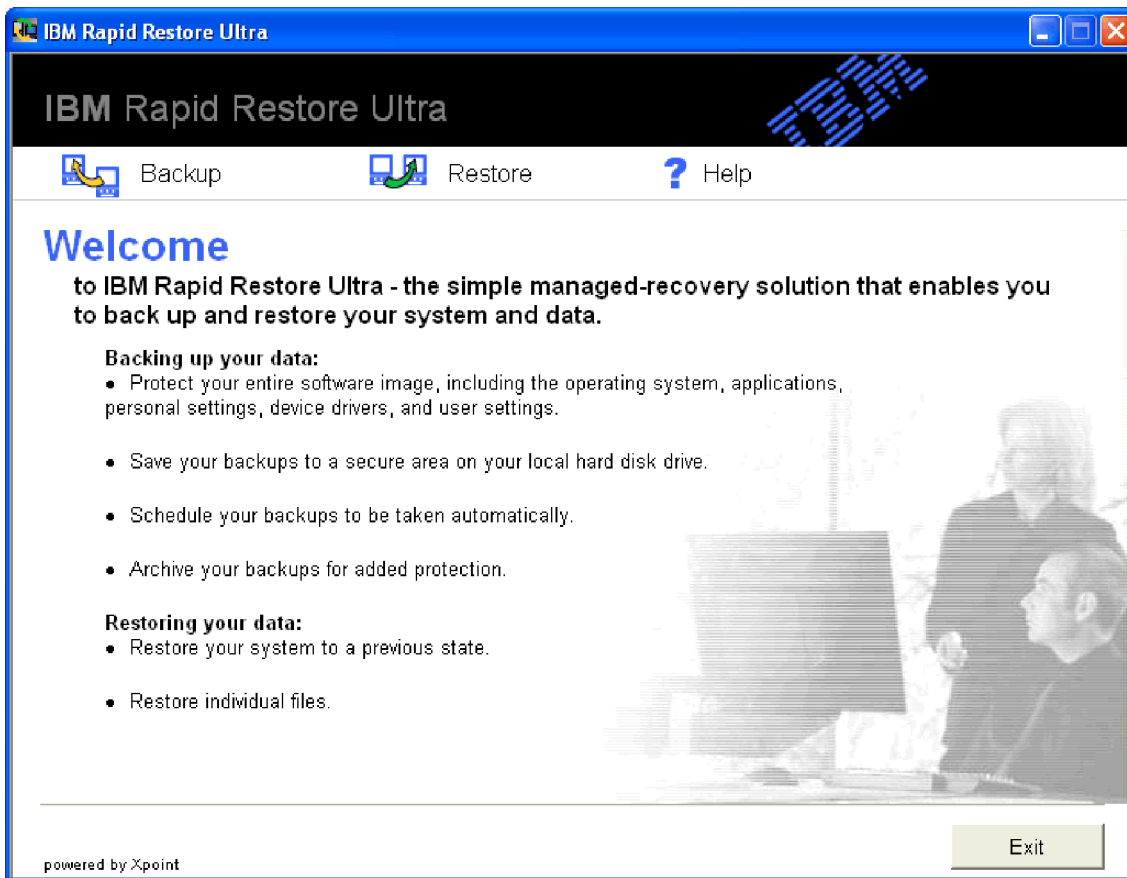 IBM Rapid Restore Ultra
IBM Rapid Restore Ultra
IBM
Backup
Restore
? Help
Welcome
to IBM Rapid Restore Ultra - the simple managed-recovery solution that enables you
to back up and restore your system and data.
Backing up your data:
• Protect your entire software image, including the operating system, applications,
personal settings, device drivers, and user settings.
• Save your backups to a secure area on your local hard disk drive.
• Schedule your backups to be taken automatically.
• Archive your backups for added protection.
Restoring your data:
• Restore your system to a previous state.
• Restore individual files.
Exit
powered by Xpoint